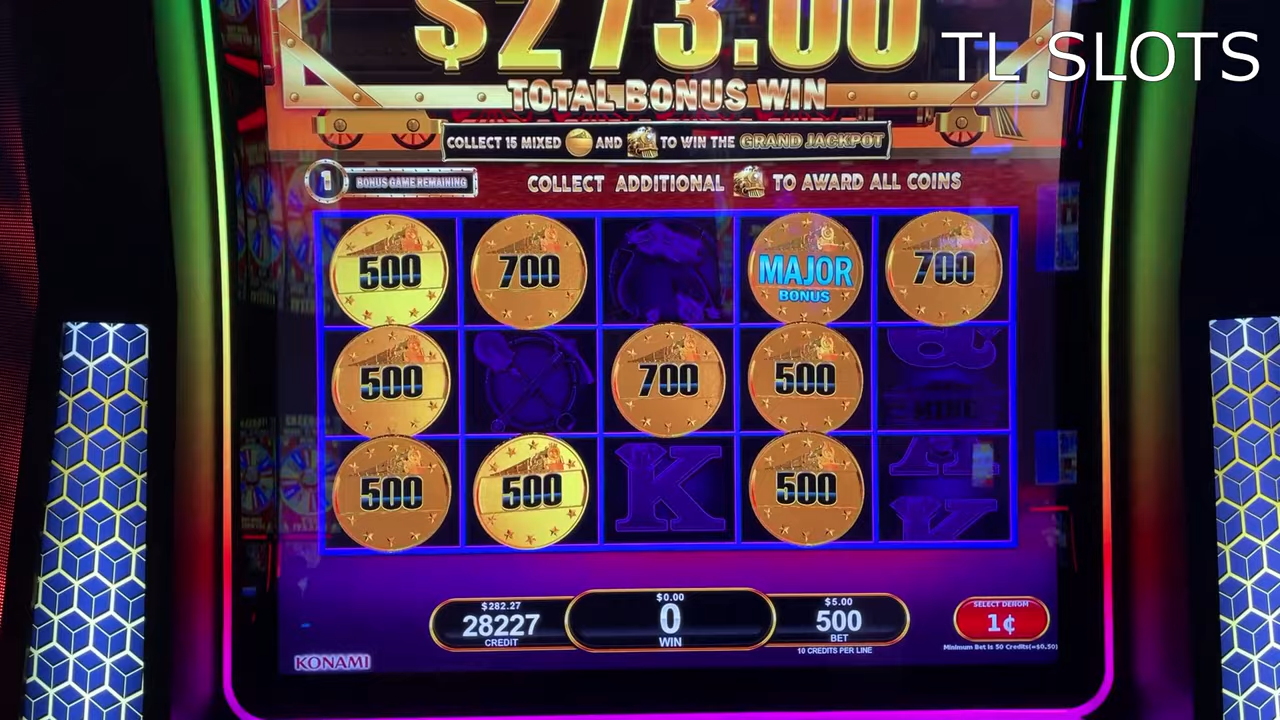 $273.00
TL SLOTS
TOTAL BONUS WIN
COLLECT 15 MIXED AND TO WIN THE GRAND JACKPOT
1 BONUS GAME REMAINING
COLLECT ADDITIONAL TO AWARD ALL COINS
500 700 MAJOR BONUS 700
500 700 500
500 500 K 500 A
$282.27 $0.00 $5.00 SELECT DENOM
28227 0 500 1¢
CREDIT WIN BET
10 CREDITS PER LINE
Minimum Bet is 50 Credits(=$0.50)
KONAMI